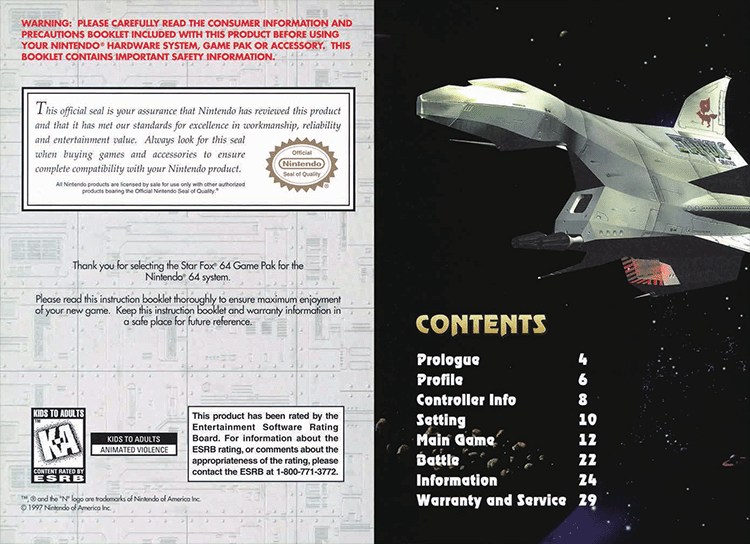 WARNING: PLEASE CAREFULLY READ THE CONSUMER INFORMATION AND
PRECAUTIONS BOOKLET INCLUDED WITH THIS PRODUCT BEFORE USING
YOUR NINTENDO® HARDWARE SYSTEM, GAME PAK OR ACCESSORY. THIS
BOOKLET CONTAINS IMPORTANT SAFETY INFORMATION.
This official seal is your assurance that Nintendo has reviewed this product
and that it has met our standards for excellence in workmanship, reliability
and entertainment value. Always look for this seal
when buying games and accessories to ensure
complete compatibility with your Nintendo product.
All Nintendo products are licensed by sale for use only with other authorized
products bearing the Official Nintendo Seal of Quality.®
Official
Nintendo
Seal of Quality
®
Thank you for selecting the Star Fox® 64 Game Pak for the
Nintendo® 64 system.
Please read this instruction booklet thoroughly to ensure maximum enjoyment
of your new game. Keep this instruction booklet and warranty information in
a safe place for future reference.
KIDS TO ADULTS
™
K-A
CONTENT RATED BY
ESRB
KIDS TO ADULTS
ANIMATED VIOLENCE
This product has been rated by the
Entertainment Software Rating
Board. For information about the
ESRB rating, or comments about the
appropriateness of the rating, please
contact the ESRB at 1-800-771-3772.
™, ® and the "N" logo are trademarks of Nintendo of America Inc.
© 1997 Nintendo of America Inc.
CONTENTS
Prologue 4
Profile 6
Controller Info 8
Setting 10
Main Game 12
Battle 22
Information 24
Warranty and Service 29